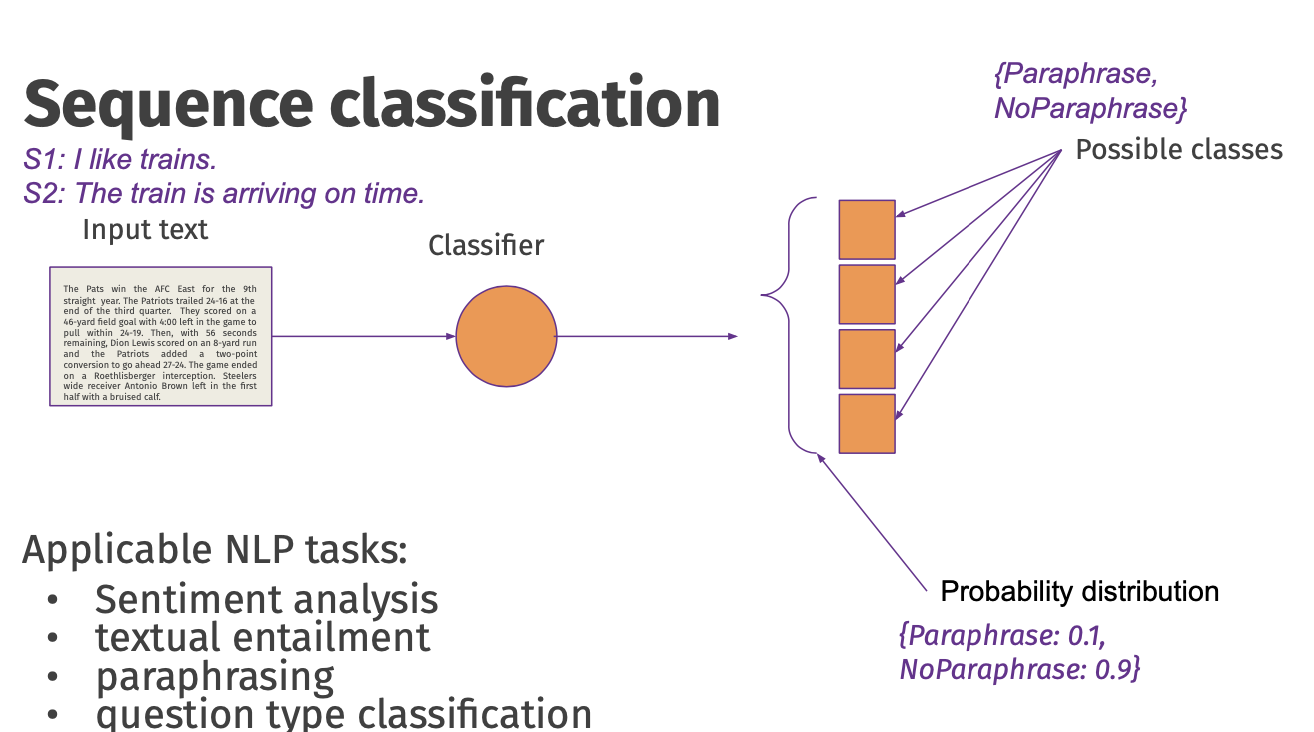 Sequence classification
S1: I like trains.
S2: The train is arriving on time.
Input text
The Pats win the AFC East for the 9th
straight year. The Patriots trailed 24-16 at the
end of the third quarter. They scored on a
46-yard field goal with 4:00 left in the game to
pull within 24-19. Then, with 56 seconds
remaining, Dion Lewis scored on an 8-yard run
and the Patriots added a two-point
conversion to go ahead 27-24. The game ended
on a Roethlisberger interception. Steelers
wide receiver Antonio Brown left in the first
half with a bruised calf.
Classifier
{Paraphrase,
NoParaphrase}
Possible classes
Probability distribution
{Paraphrase: 0.1,
NoParaphrase: 0.9}
Applicable NLP tasks:
• Sentiment analysis
• textual entailment
• paraphrasing
• question type classification